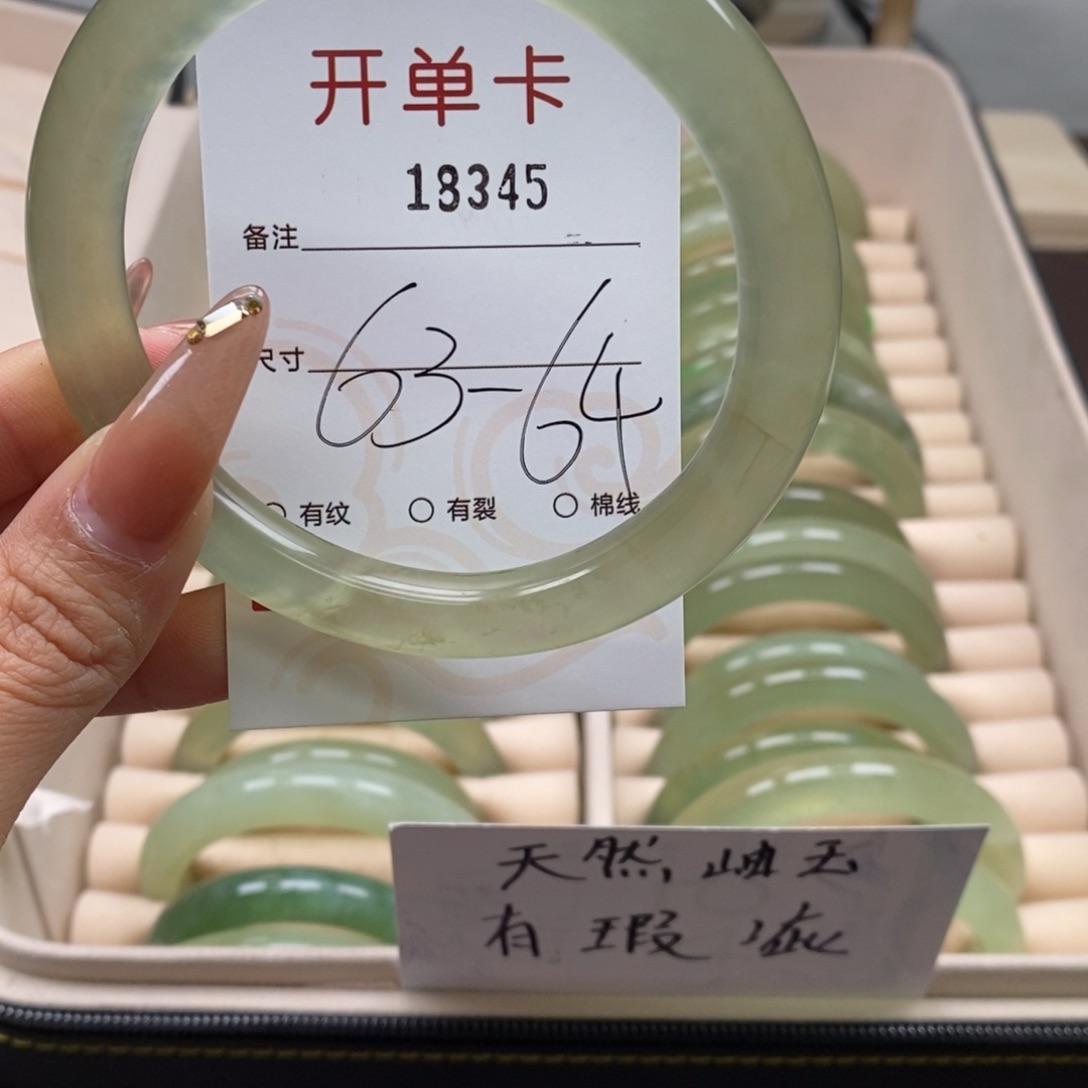 开单卡
18345
备注
尺寸 63-64
有纹 有裂 棉线
天然岫玉
有瑕疵